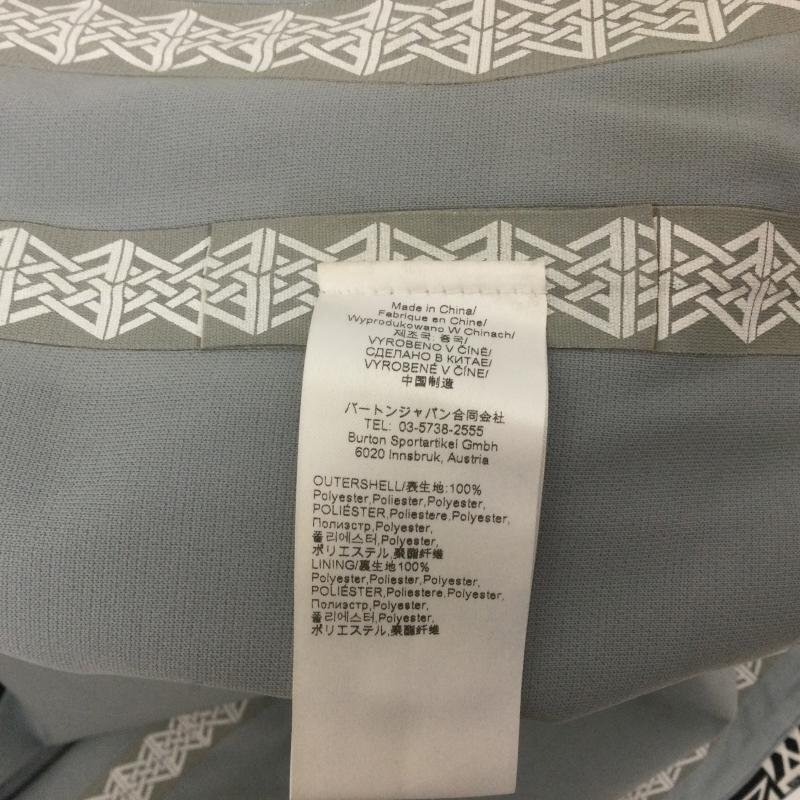 Made in China/
Fabrique en Chine/
Wyprodukowano W Chinach/
제조국. 중국/
VYROBENO V ČÍNĚ/
СДЕЛАНО В КИТАЕ/
VYROBENÉ V ČÍNE/
中国制造
バートンジャパン合同会社
TEL: 03-5738-2555
Burton Sportartikel Gmbh
6020 Innsbruk, Austria
OUTERSHELL/表生地:100%
Polyester,Poliester,Polyester,
POLIÉSTER,Poliestere,Polyester,
Полиэстр,Polyester,
폴리에스터,Polyester,
ポリエステル,聚酯纤维
LINING/裏生地100%
Polyester,Poliester,Polyester,
POLIÉSTER,Poliestere,Polyester,
Полиэстр,Polyester,
폴리에스터,Polyester,
ポリエステル,聚酯纤维